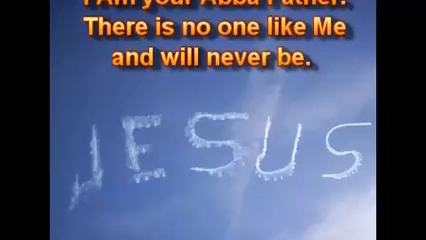 I Am your Abba Father.
There is no one like Me
and will never be.
JESUS